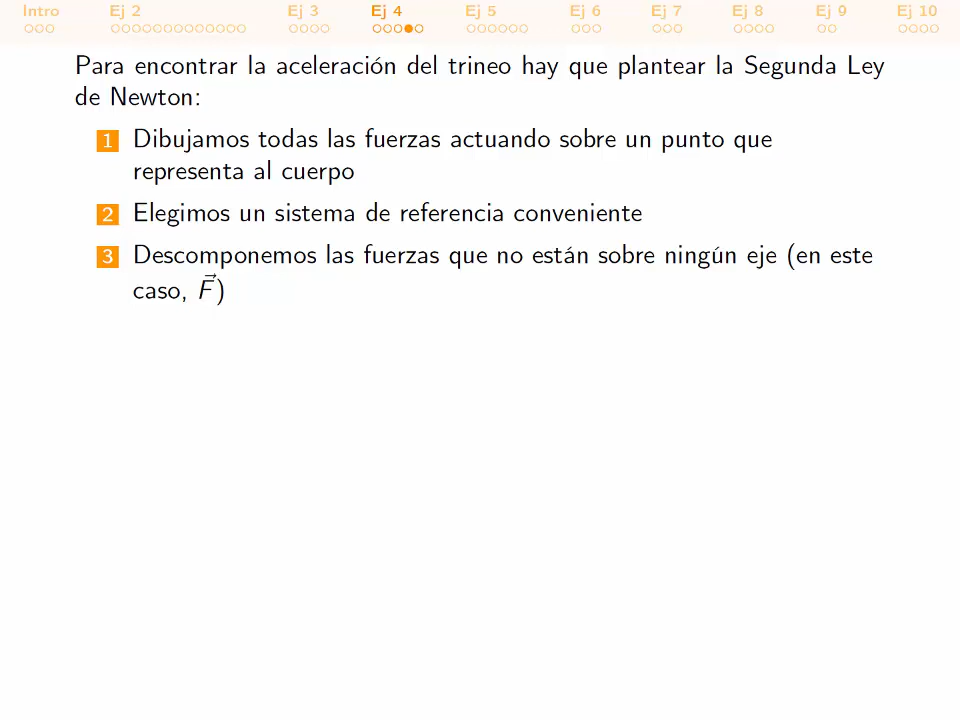 Intro Ej 2 Ej 3 Ej 4 Ej 5 Ej 6 Ej 7 Ej 8 Ej 9 Ej 10
Para encontrar la aceleración del trineo hay que plantear la Segunda Ley
de Newton:
1 Dibujamos todas las fuerzas actuando sobre un punto que
representa al cuerpo
2 Elegimos un sistema de referencia conveniente
3 Descomponemos las fuerzas que no están sobre ningún eje (en este
caso, F⃗)